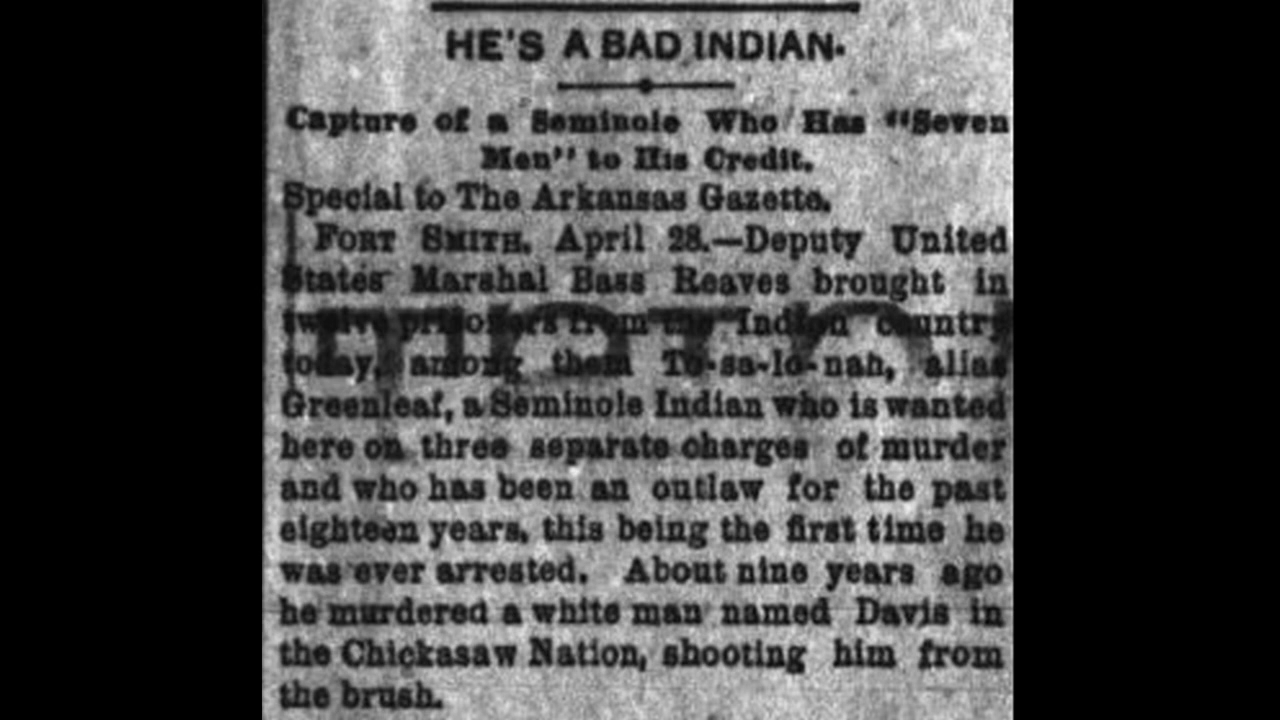 HE'S A BAD INDIAN.
Capture of a Seminole Who Has "Seven
Men" to His Credit.
Special to The Arkansas Gazette.
FORT SMITH, April 28.—Deputy United
States Marshal Bass Reaves brought in
twelve prisoners from the Indian country
today, among them To-sa-lo-nah, alias
Greenleaf, a Seminole Indian who is wanted
here on three separate charges of murder
and who has been an outlaw for the past
eighteen years, this being the first time he
was ever arrested. About nine years ago
he murdered a white man named Davis in
the Chickasaw Nation, shooting him from
the brush.